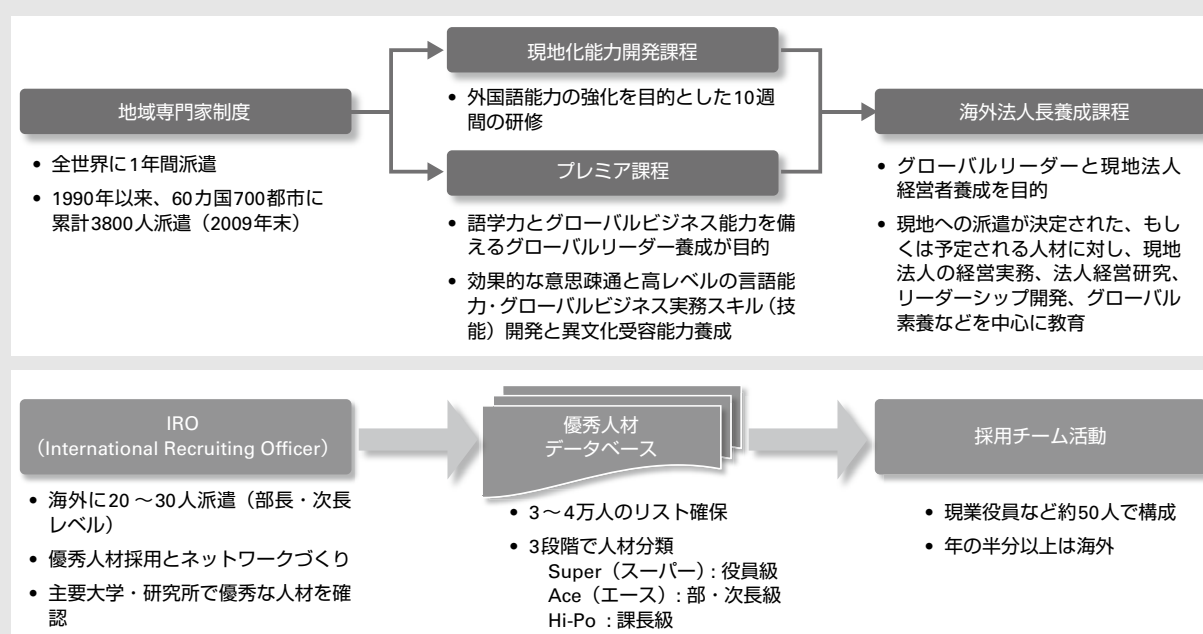 地域専門家制度
• 全世界に1年間派遣
• 1990年以来、60カ国700都市に
累計3800人派遣（2009年末）
現地化能力開発課程
• 外国語能力の強化を目的とした10週
間の研修
プレミア課程
• 語学力とグローバルビジネス能力を備
えるグローバルリーダー養成が目的
• 効果的な意思疎通と高レベルの言語能
力・グローバルビジネス実務スキル（技
能）開発と異文化受容能力養成
海外法人長養成課程
• グローバルリーダーと現地法人
経営者養成を目的
• 現地への派遣が決定された、もし
くは予定される人材に対し、現地
法人の経営実務、法人経営研究、
リーダーシップ開発、グローバル
素養などを中心に教育
IRO
（International Recruiting Officer）
• 海外に20～30人派遣（部長・次長
レベル）
• 優秀人材採用とネットワークづくり
• 主要大学・研究所で優秀な人材を確
認
優秀人材
データベース
• 3～4万人のリスト確保
• 3段階で人材分類
Super（スーパー）：役員級
Ace（エース）：部・次長級
Hi-Po ：課長級
採用チーム活動
• 現業役員など約50人で構成
• 年の半分以上は海外